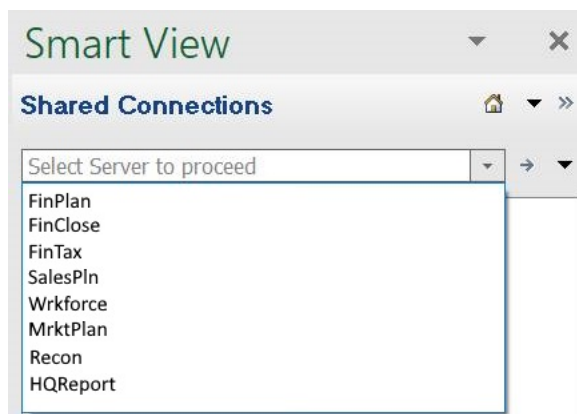 Smart View
Shared Connections
Select Server to proceed
FinPlan
FinClose
FinTax
SalesPln
Wrkforce
MrktPlan
Recon
HQReport